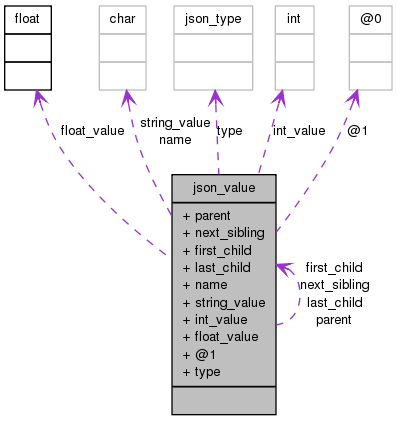 float
char
json_type
int
@0
float_value
string_value
name
type
int_value
@1
json_value
+ parent
+ next_sibling
+ first_child
+ last_child
+ name
+ string_value
+ int_value
+ float_value
+ @1
+ type
first_child
next_sibling
last_child
parent